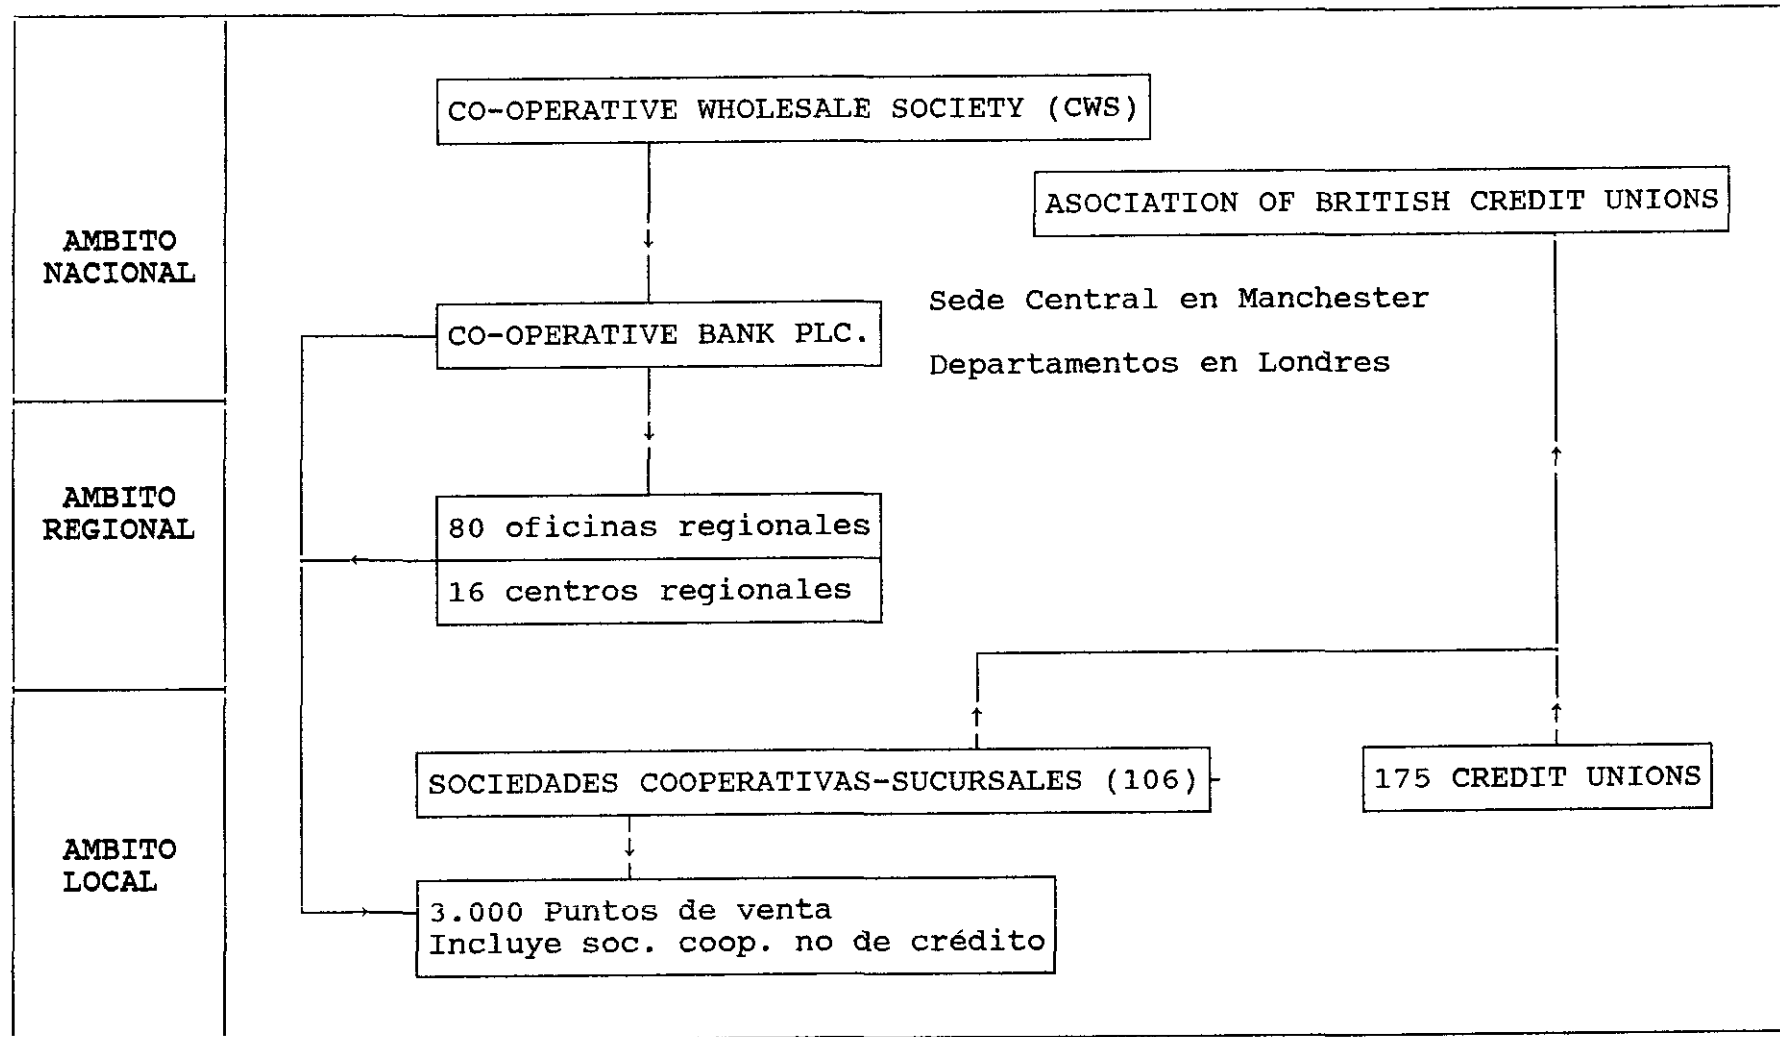 CO-OPERATIVE WHOLESALE SOCIETY (CWS)
ASOCIATION OF BRITISH CREDIT UNIONS
AMBITO
NACIONAL
Sede Central en Manchester
CO-OPERATIVE BANK PLC.
Departamentos en Londres
AMBITO
REGIONAL
80 oficinas regionales
16 centros regionales
SOCIEDADES COOPERATIVAS-SUCURSALES (106)
175 CREDIT UNIONS
AMBITO
LOCAL
3.000 Puntos de venta
Incluye soc. coop. no de crédito